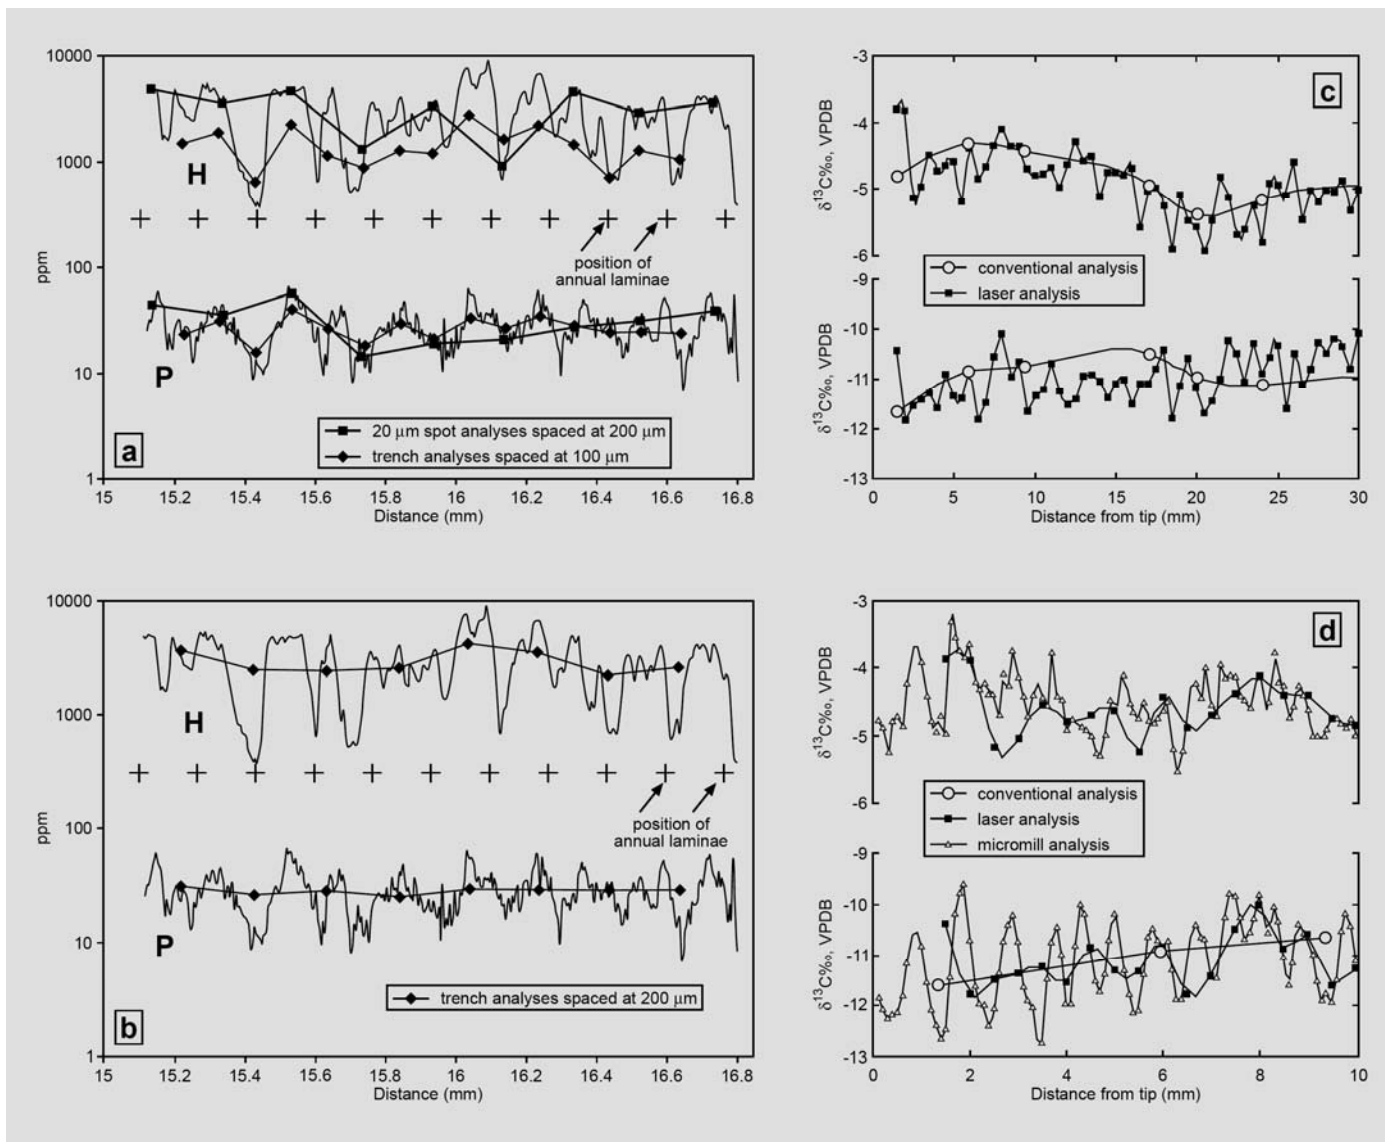 10000
1000
100
10
1
ppm
H
P
position of
annual laminae
20 μm spot analyses spaced at 200 μm
trench analyses spaced at 100 μm
a
15
15.2
15.4
15.6
15.8
16
16.2
16.4
16.6
16.8
Distance (mm)
c
-3
-4
-5
-6
-9
-10
-11
-12
-13
δ¹³C‰, VPDB
δ¹³C‰, VPDB
conventional analysis
laser analysis
0
5
10
15
20
25
30
Distance from tip (mm)
10000
1000
100
10
1
ppm
H
P
position of
annual laminae
trench analyses spaced at 200 μm
b
15
15.2
15.4
15.6
15.8
16
16.2
16.4
16.6
16.8
Distance (mm)
d
-3
-4
-5
-6
-9
-10
-11
-12
-13
δ¹³C‰, VPDB
δ¹³C‰, VPDB
conventional analysis
laser analysis
micromill analysis
0
2
4
6
8
10
Distance from tip (mm)